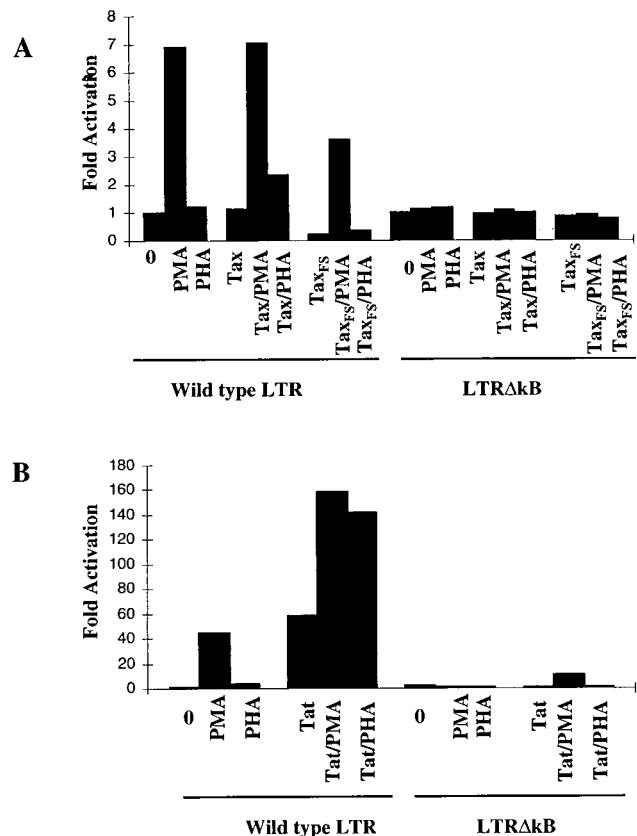 A
Fold Activation
8
7
6
5
4
3
2
1
0
0
PMA
PHA
Tax
Tax/PMA
Tax/PHA
TaxFS
TaxFS/PMA
TaxFS/PHA
0
PMA
PHA
Tax
Tax/PMA
Tax/PHA
TaxFS
TaxFS/PMA
TaxFS/PHA
Wild type LTR
LTRΔkB
B
Fold Activation
180
160
140
120
100
80
60
40
20
0
0
PMA
PHA
Tat
Tat/PMA
Tat/PHA
0
PMA
PHA
Tat
Tat/PMA
Tat/PHA
Wild type LTR
LTRΔkB